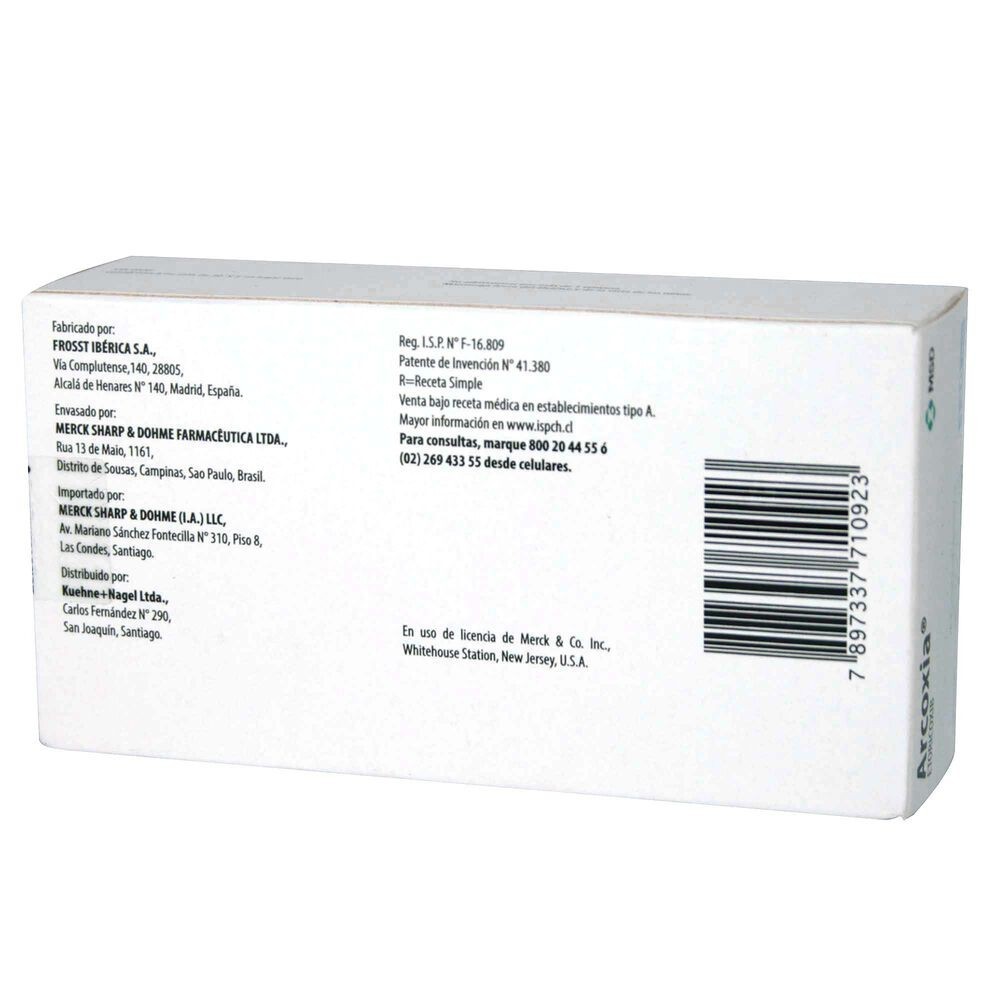 Fabricado por:
FROSST IBÉRICA S.A.,
Vía Complutense,140, 28805,
Alcalá de Henares N° 140, Madrid, España.
Envasado por:
MERCK SHARP & DOHME FARMACÊUTICA LTDA.,
Rua 13 de Maio, 1161,
Distrito de Sousas, Campinas, Sao Paulo, Brasil.
Importado por:
MERCK SHARP & DOHME (I.A.) LLC,
Av. Mariano Sánchez Fontecilla N° 310, Piso 8,
Las Condes, Santiago.
Distribuido por:
Kuehne+Nagel Ltda.,
Carlos Fernández N° 290,
San Joaquín, Santiago.
Reg. I.S.P. N° F-16.809
Patente de Invención N° 41.380
R=Receta Simple
Venta bajo receta médica en establecimientos tipo A.
Mayor información en www.ispch.cl
Para consultas, marque 800 20 44 55 ó
(02) 269 433 55 desde celulares.
En uso de licencia de Merck & Co. Inc.,
Whitehouse Station, New Jersey, U.S.A.
7 897337 710923
MSD
Arcoxia®
ETORICOXIB